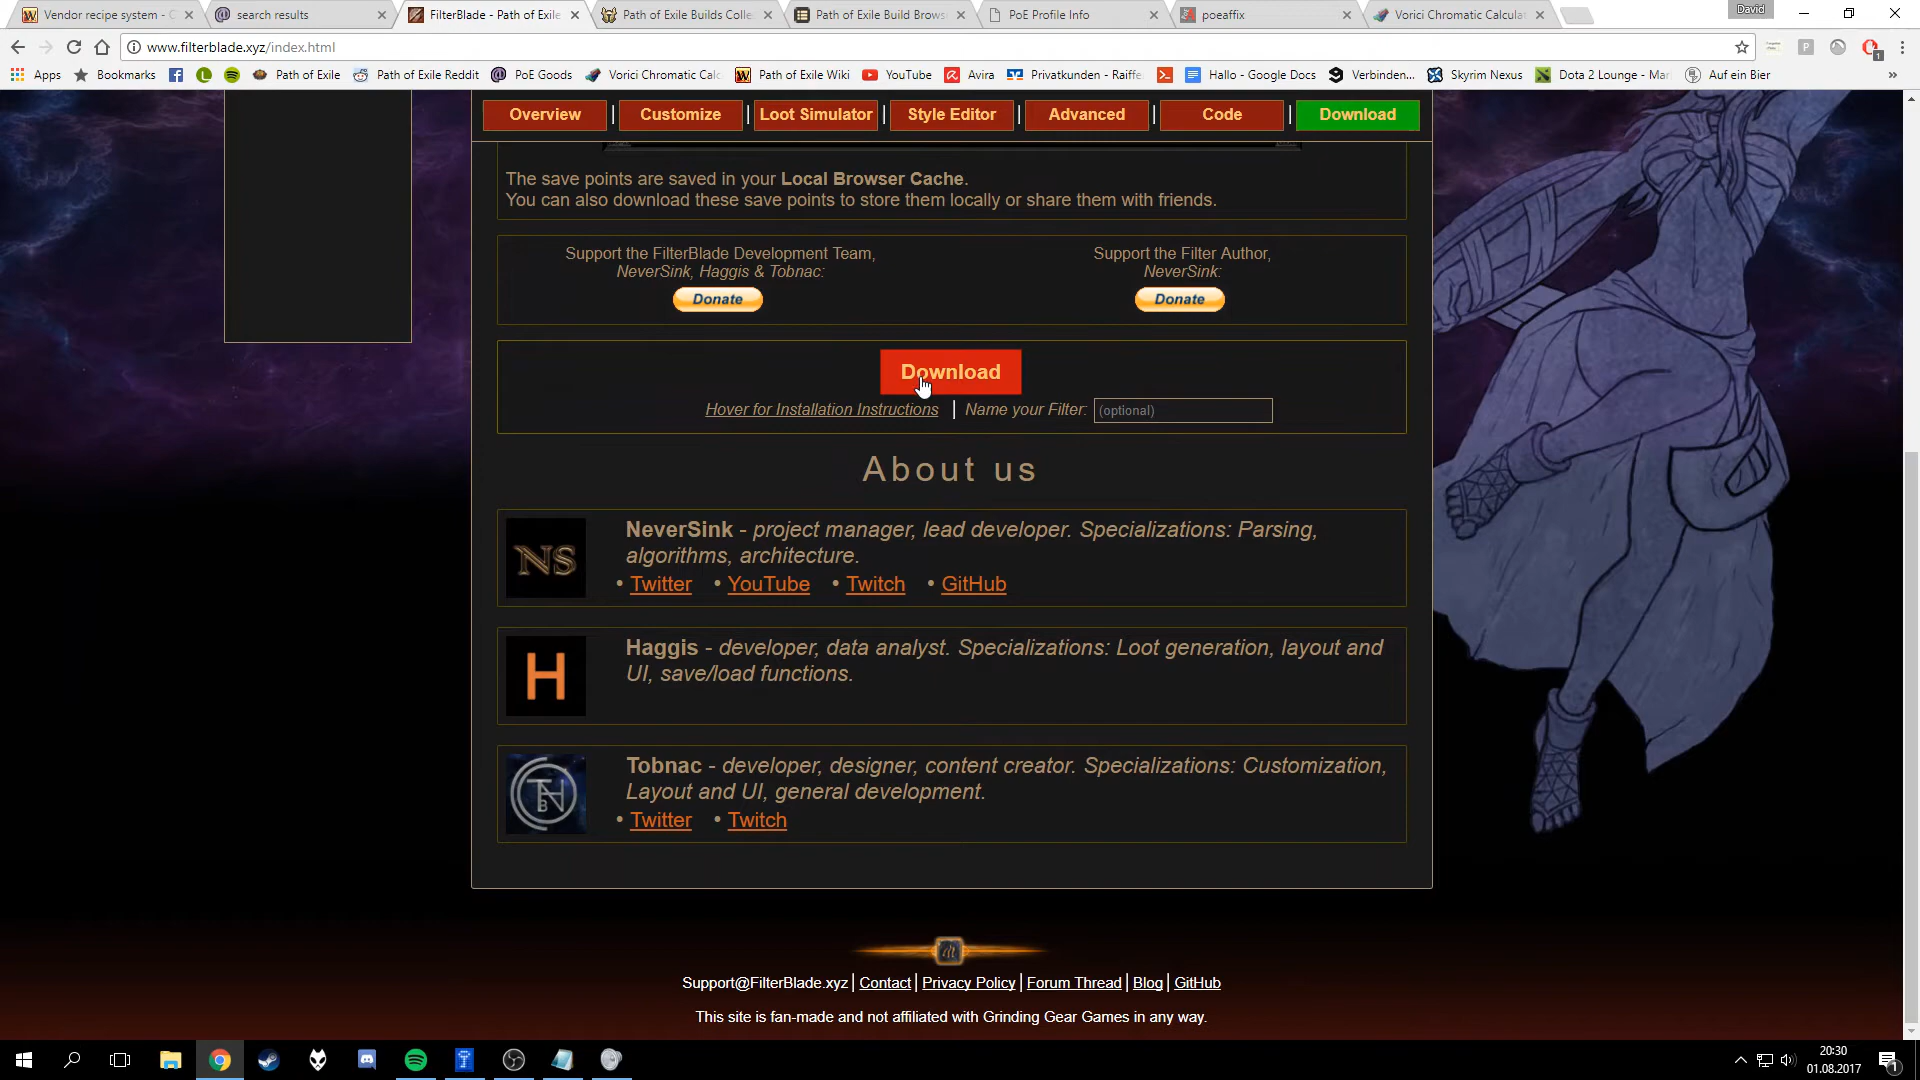 Vendor recipe system - C
search results
FilterBlade - Path of Exile
Path of Exile Builds Colle
Path of Exile Build Brows
PoE Profile Info
poeaffix
Vorici Chromatic Calculat
David
www.filterblade.xyz/index.html
Apps
Bookmarks
Path of Exile
Path of Exile Reddit
PoE Goods
Vorici Chromatic Calc
Path of Exile Wiki
YouTube
Avira
Privatkunden - Raiffe
Hallo - Google Docs
Verbinden...
Skyrim Nexus
Dota 2 Lounge - Mar
Auf ein Bier
Overview | Customize | Loot Simulator | Style Editor | Advanced | Code | Download
The save points are saved in your Local Browser Cache.
You can also download these save points to store them locally or share them with friends.
Support the FilterBlade Development Team,
NeverSink, Haggis & Tobnac:
Donate
Support the Filter Author,
NeverSink:
Donate
Download
Hover for Installation Instructions | Name your Filter: (optional)
About us
NS
NeverSink - project manager, lead developer. Specializations: Parsing,
algorithms, architecture.
• Twitter • YouTube • Twitch • GitHub
H
Haggis - developer, data analyst. Specializations: Loot generation, layout and
UI, save/load functions.
Tobnac - developer, designer, content creator. Specializations: Customization,
Layout and UI, general development.
• Twitter • Twitch
Support@FilterBlade.xyz | Contact | Privacy Policy | Forum Thread | Blog | GitHub
This site is fan-made and not affiliated with Grinding Gear Games in any way.
20:30
01.08.2017